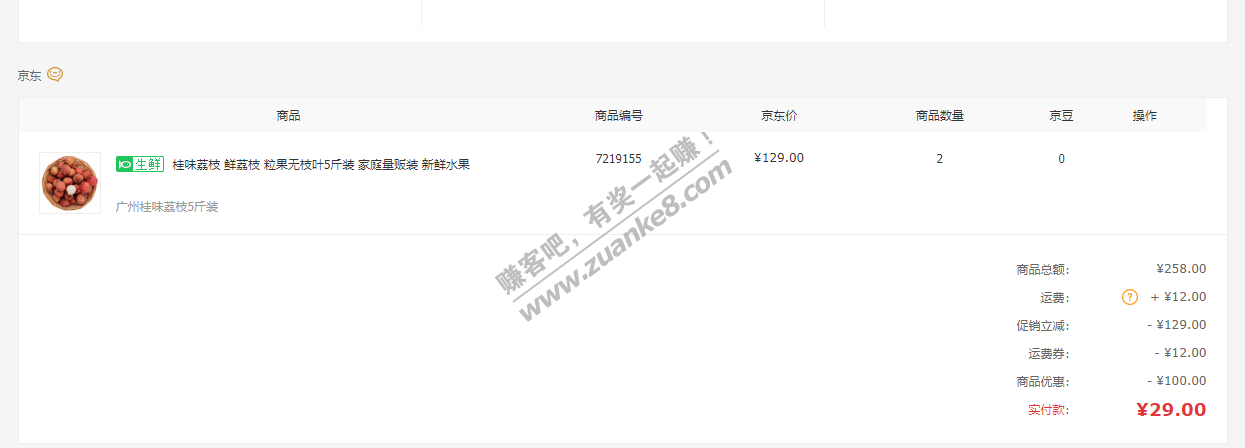 京东
商品 商品编号 京东价 商品数量 京豆 操作
生鲜 桂味荔枝 鲜荔枝 粒果无枝叶5斤装 家庭量贩装 新鲜水果 7219155 ¥129.00 2 0
广州桂味荔枝5斤装
赚客吧,有奖一起赚!
www.zuanke8.com
商品总额: ¥258.00
运费: ? + ¥12.00
促销立减: - ¥129.00
运费券: - ¥12.00
商品优惠: - ¥100.00
实付款: ¥29.00